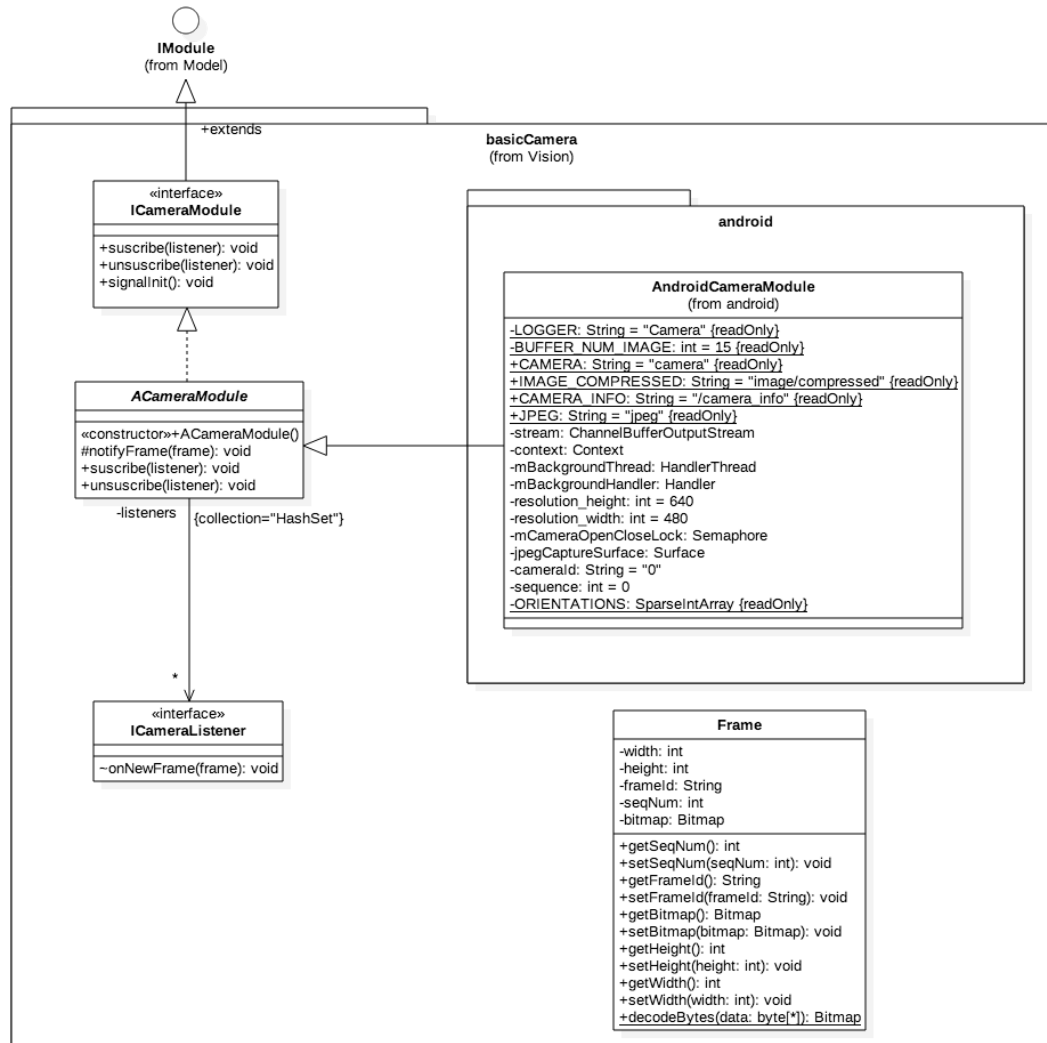 IModule
(from Model)
+extends
basicCamera
(from Vision)
«interface»
ICameraModule
+suscribe(listener): void
+unsuscribe(listener): void
+signalInit(): void
android
AndroidCameraModule
(from android)
-LOGGER: String = "Camera" {readOnly}
-BUFFER_NUM_IMAGE: int = 15 {readOnly}
+CAMERA: String = "camera" {readOnly}
+IMAGE_COMPRESSED: String = "image/compressed" {readOnly}
+CAMERA_INFO: String = "/camera_info" {readOnly}
+JPEG: String = "jpeg" {readOnly}
-stream: ChannelBufferOutputStream
-context: Context
-mBackgroundThread: HandlerThread
-mBackgroundHandler: Handler
-resolution_height: int = 640
-resolution_width: int = 480
-mCameraOpenCloseLock: Semaphore
-jpegCaptureSurface: Surface
-cameraId: String = "0"
-sequence: int = 0
-ORIENTATIONS: SparseIntArray {readOnly}
ACameraModule
«constructor»+ACameraModule()
#notifyFrame(frame): void
+suscribe(listener): void
+unsuscribe(listener): void
-listeners
{collection="HashSet"}
*
«interface»
ICameraListener
~onNewFrame(frame): void
Frame
-width: int
-height: int
-frameId: String
-seqNum: int
-bitmap: Bitmap
+getSeqNum(): int
+setSeqNum(seqNum: int): void
+getFrameId(): String
+setFrameId(frameId: String): void
+getBitmap(): Bitmap
+setBitmap(bitmap: Bitmap): void
+getHeight(): int
+setHeight(height: int): void
+getWidth(): int
+setWidth(width: int): void
+decodeBytes(data: byte[*]): Bitmap